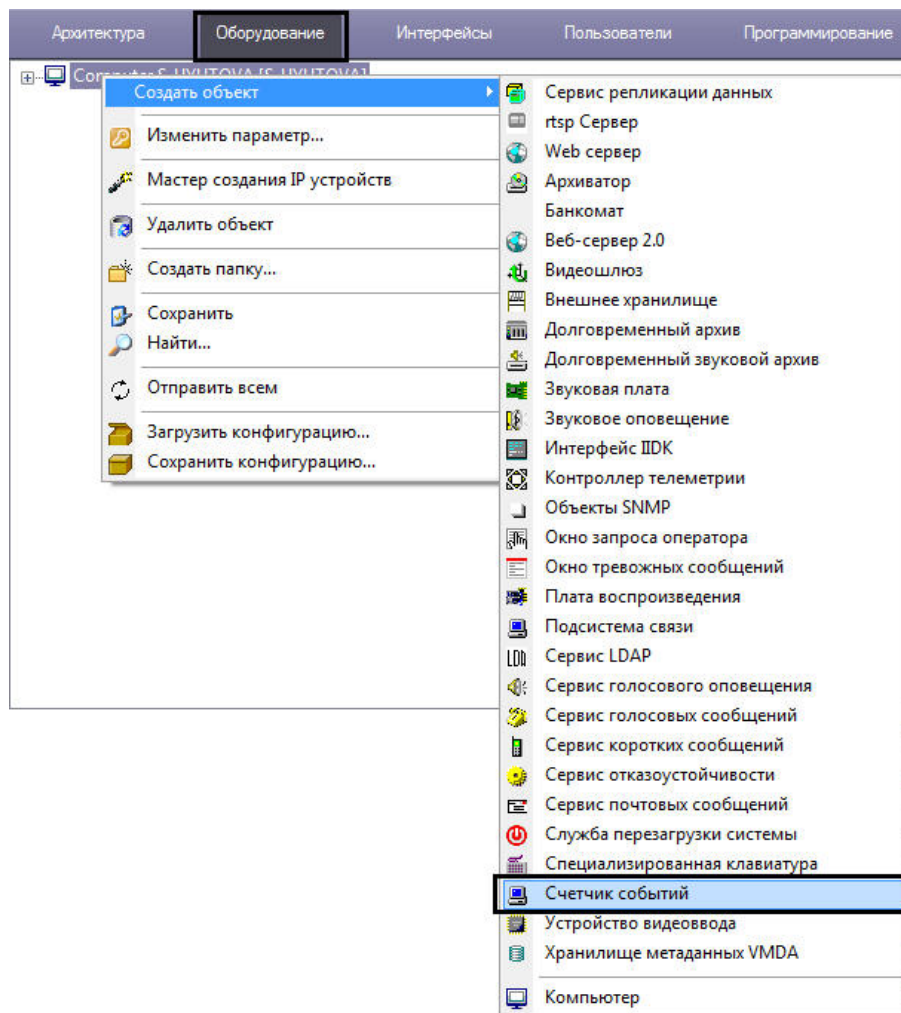 Архитектура
Оборудование
Интерфейсы
Пользователи
Программирование
Создать объект
Изменить параметр...
Мастер создания IP устройств
Удалить объект
Создать папку...
Сохранить
Найти...
Отправить всем
Загрузить конфигурацию...
Сохранить конфигурацию...
Сервис репликации данных
rtsp Сервер
Web сервер
Архиватор
Банкомат
Веб-сервер 2.0
Видеошлюз
Внешнее хранилище
Долговременный архив
Долговременный звуковой архив
Звуковая плата
Звуковое оповещение
Интерфейс IIDK
Контроллер телеметрии
Объекты SNMP
Окно запроса оператора
Окно тревожных сообщений
Плата воспроизведения
Подсистема связи
Сервис LDAP
Сервис голосового оповещения
Сервис голосовых сообщений
Сервис коротких сообщений
Сервис отказоустойчивости
Сервис почтовых сообщений
Служба перезагрузки системы
Специализированная клавиатура
Счетчик событий
Устройство видеоввода
Хранилище метаданных VMDA
Компьютер